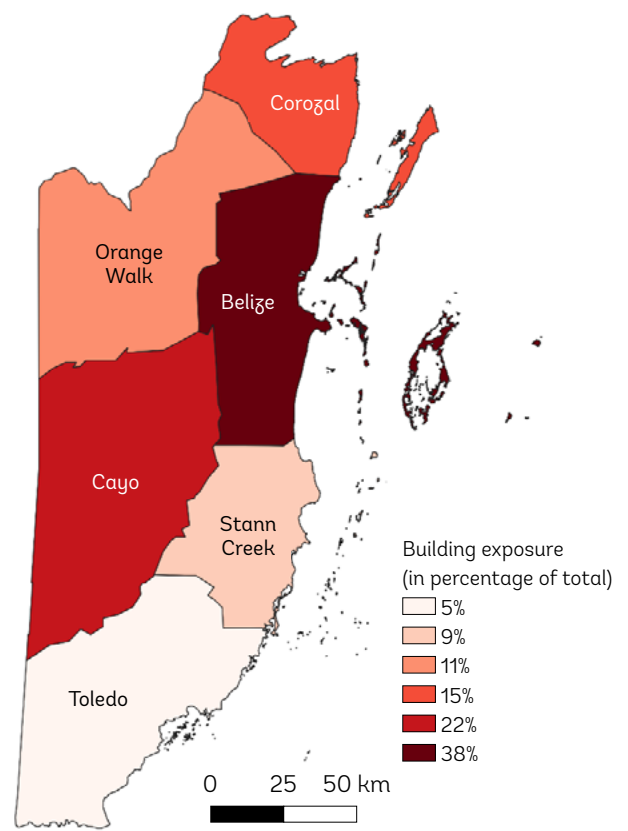 Corozal
Orange
Walk
Belize
Cayo
Stann
Creek
Toledo
Building exposure
(in percentage of total)
5%
9%
11%
15%
22%
38%
0 25 50 km